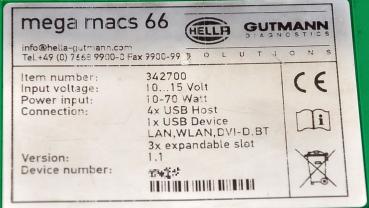 mega macs 66
HELLA GUTMANN
DIAGNOSTICS
SOLUTIONS
info@hella-gutmann.com
Tel.+49 (0) 7668 9900-0 Fax 9900-99
Item number: 342700
Input voltage: 10...15 Volt
Power input: 10-70 Watt
Connection: 4x USB Host
1x USB Device
LAN,WLAN,DVI-D,BT
3x expandable slot
Version: 1.1
Device number:
CE